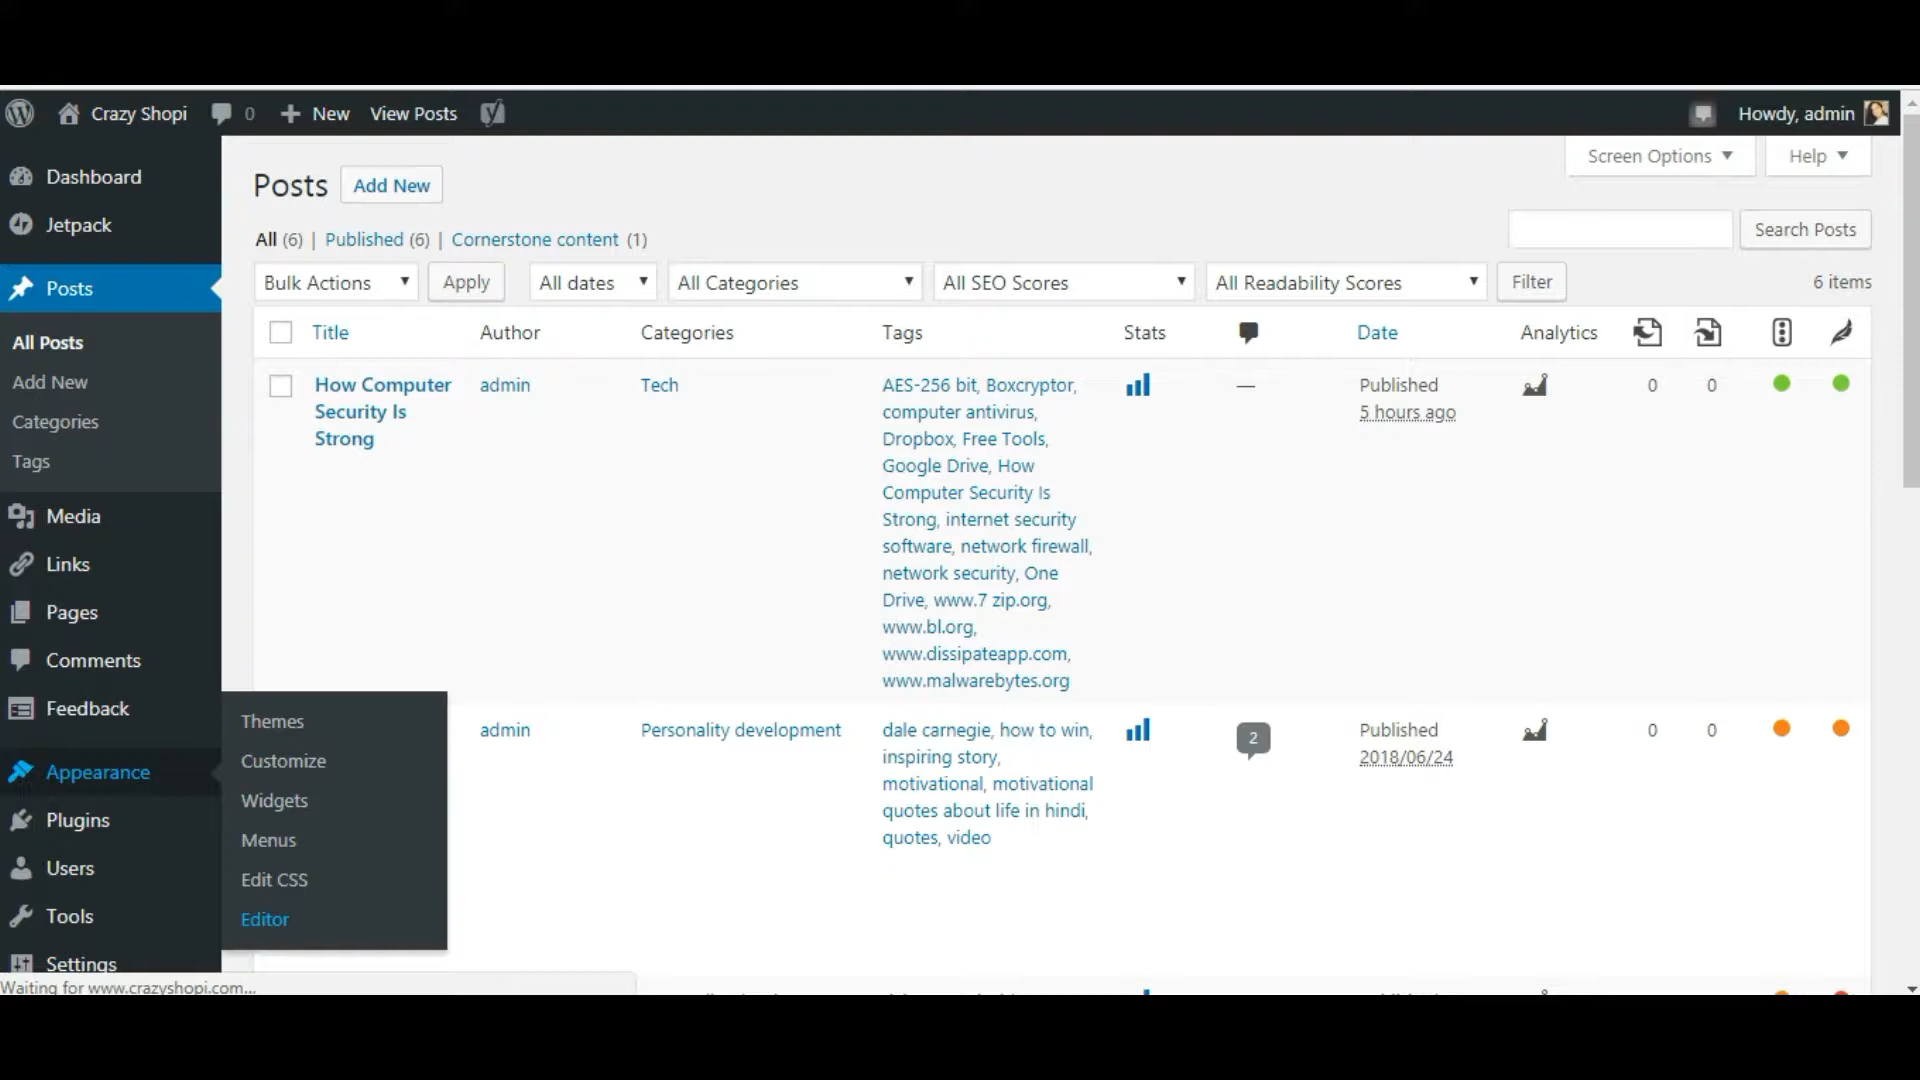 Crazy Shopi 0 New View Posts Howdy, admin
Screen Options Help
Dashboard
Jetpack
Posts
All Posts
Add New
Categories
Tags
Media
Links
Pages
Comments
Feedback
Appearance
Plugins
Users
Tools
Settings
Themes
Customize
Widgets
Menus
Edit CSS
Editor
Posts Add New
All (6) | Published (6) | Cornerstone content (1)
Search Posts
Bulk Actions Apply All dates All Categories All SEO Scores All Readability Scores Filter 6 items
Title Author Categories Tags Stats Date Analytics
How Computer
Security Is
Strong
admin
Tech
AES-256 bit, Boxcryptor,
computer antivirus,
Dropbox, Free Tools,
Google Drive, How
Computer Security Is
Strong, internet security
software, network firewall,
network security, One
Drive, www.7 zip.org,
www.bl.org,
www.dissipateapp.com,
www.malwarebytes.org
—
Published
5 hours ago
0 0
admin
Personality development
dale carnegie, how to win,
inspiring story,
motivational, motivational
quotes about life in hindi,
quotes, video
2
Published
2018/06/24
0 0
Waiting for www.crazyshopi.com...